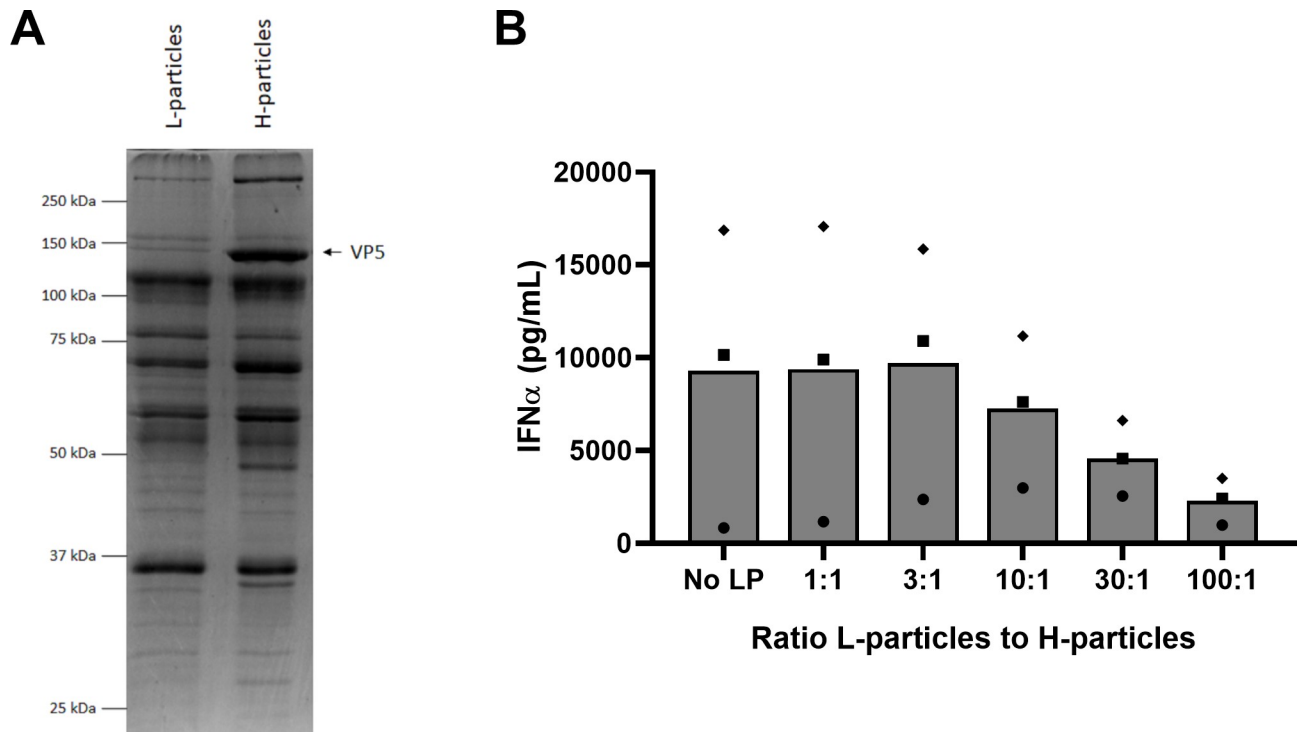 A
L-particles
H-particles
250 kDa
150 kDa
← VP5
100 kDa
75 kDa
50 kDa
37 kDa
25 kDa
B
IFNα (pg/mL)
20000
15000
10000
5000
0
No LP 1:1 3:1 10:1 30:1 100:1
Ratio L-particles to H-particles